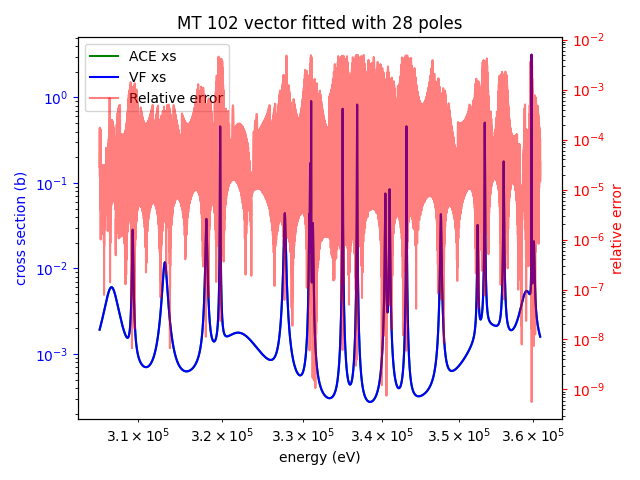 MT 102 vector fitted with 28 poles
ACE xs
VF xs
Relative error
cross section (b)
10⁰
10⁻¹
10⁻²
10⁻³
10⁻²
10⁻³
10⁻⁴
10⁻⁵
10⁻⁶
10⁻⁷
10⁻⁸
10⁻⁹
relative error
3.1 × 10⁵ 3.2 × 10⁵ 3.3 × 10⁵ 3.4 × 10⁵ 3.5 × 10⁵ 3.6 × 10⁵
energy (eV)